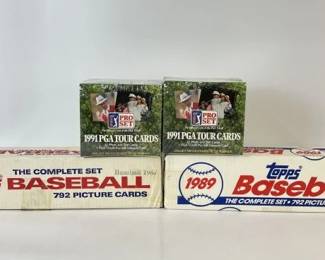 PRO
SET
1991 PGA TOUR CARDS
PRO
SET
1991 PGA TOUR CARDS
THE COMPLETE SET
BASEBALL
792 PICTURE CARDS
1989
TOPPS
Baseb
THE COMPLETE SET • 792 PICTURE